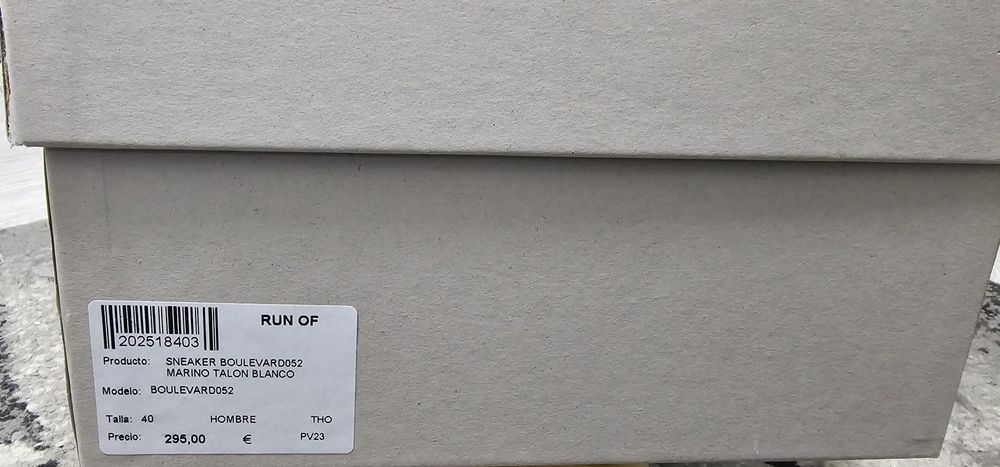 RUN OF
202518403
Producto: SNEAKER BOULEVARD052
MARINO TALON BLANCO
Modelo: BOULEVARD052
Talla: 40 HOMBRE THO
Precio: 295,00 € PV23